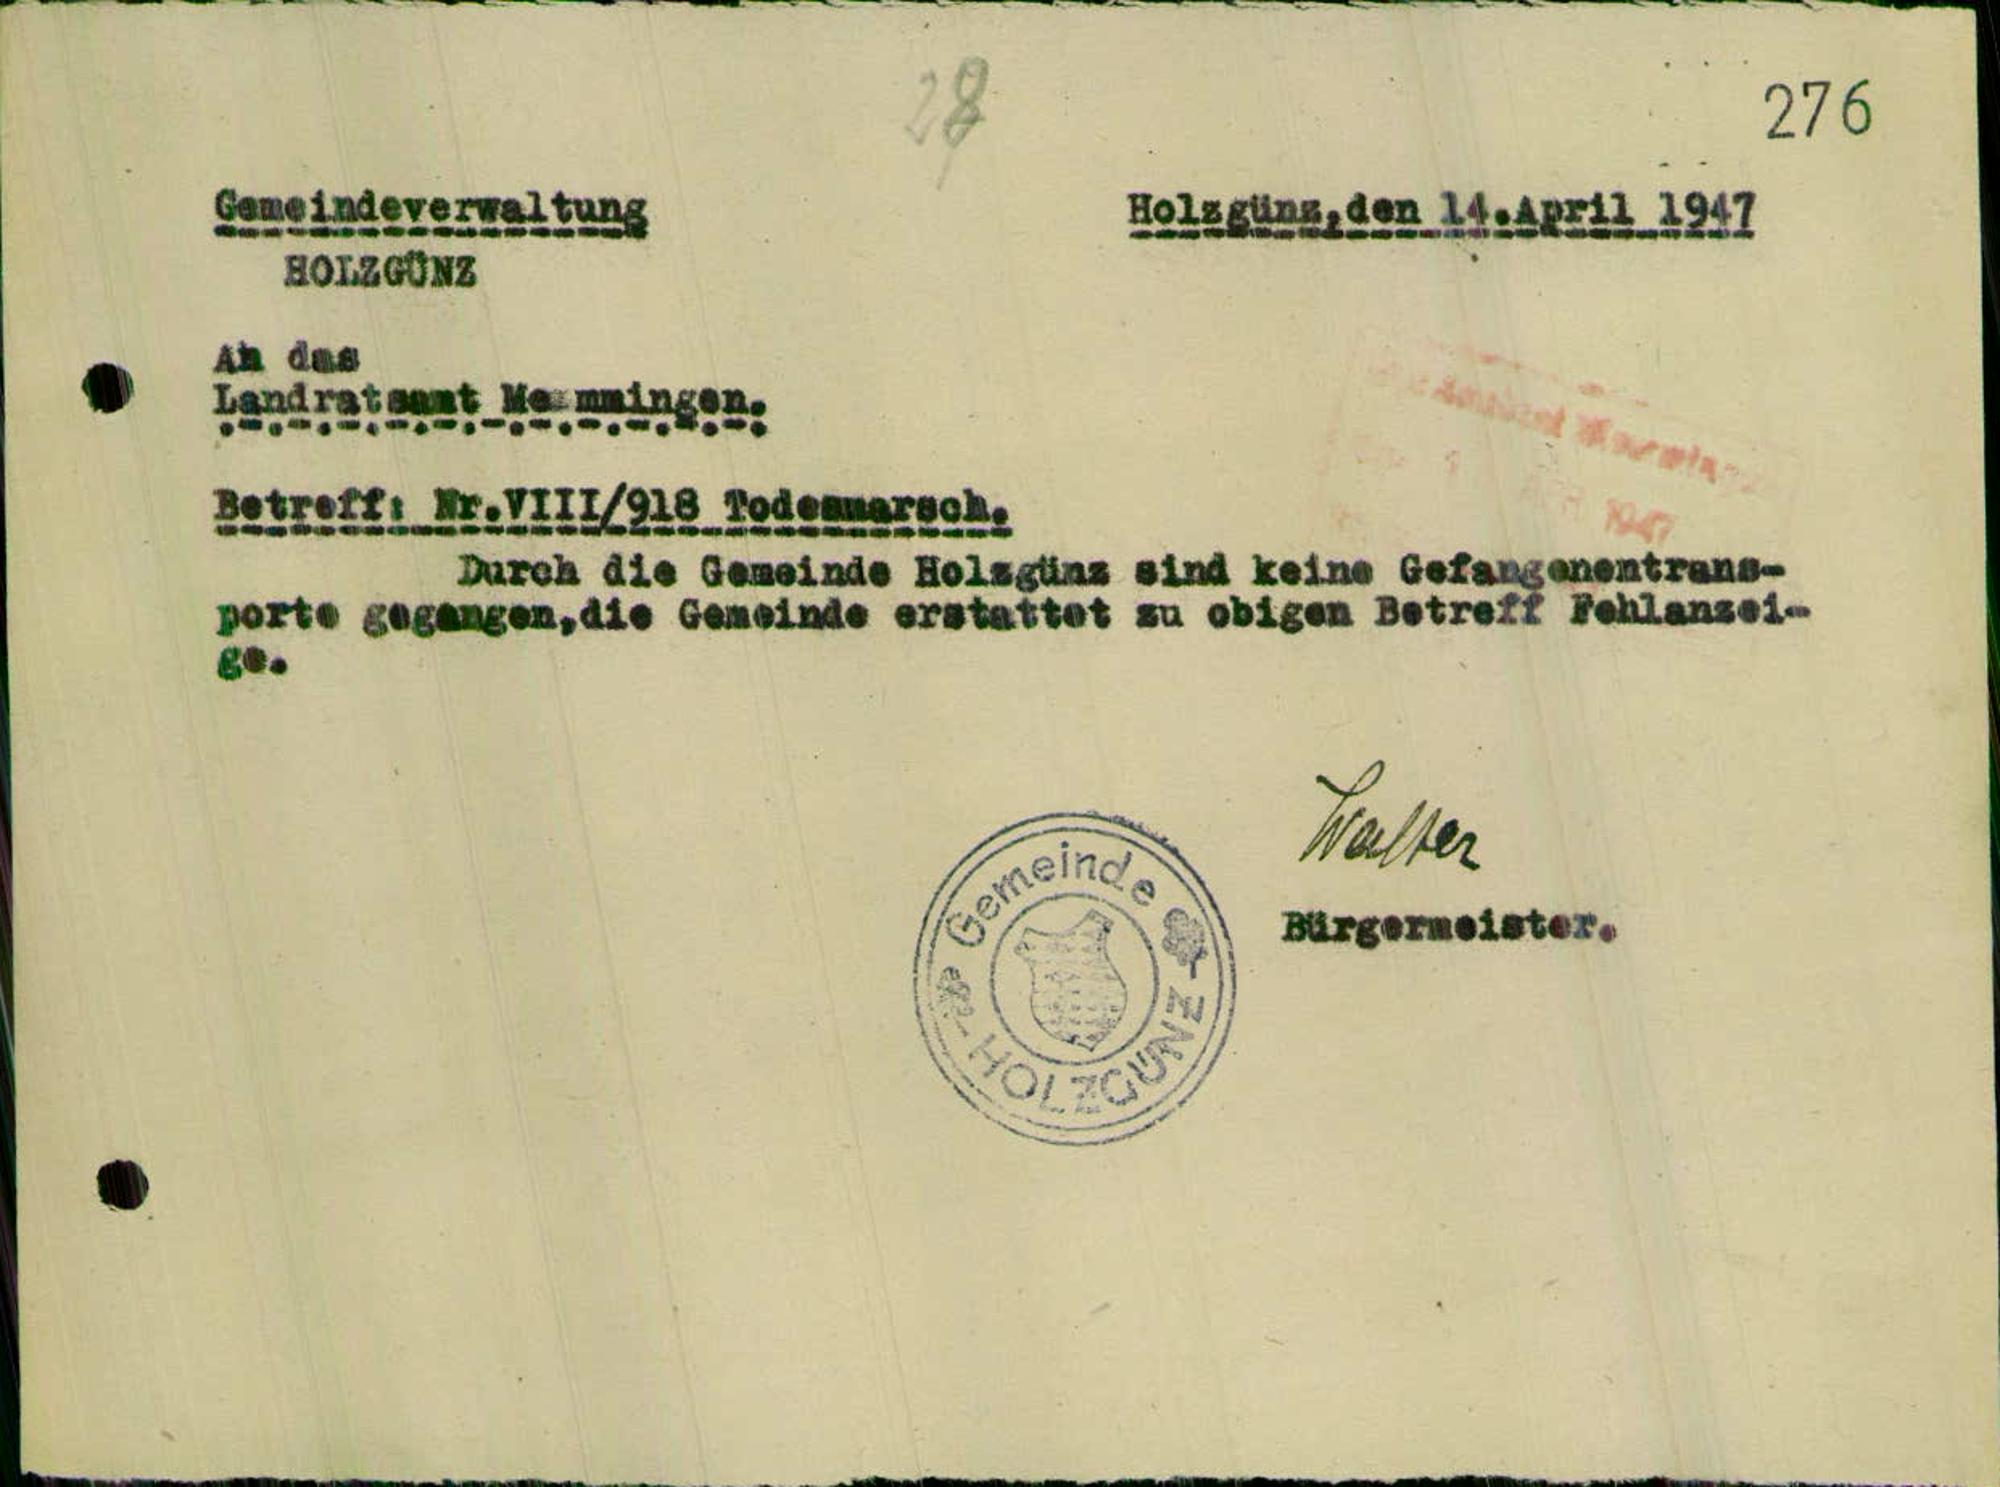 28
276
Gemeindeverwaltung
Holzgünz,den 14.April 1947
HOLZGÜNZ
An das
Landratsamt Memmingen.
Betreff: Nr.VIII/918 Todesmarsch.
Durch die Gemeinde Holzgünz sind keine Gefangenentrans-
porte gegangen,die Gemeinde erstattet zu obigen Betreff Fehlanzei-
ge.
Walter
Bürgermeister.
Gemeinde
HOLZGÜNZ